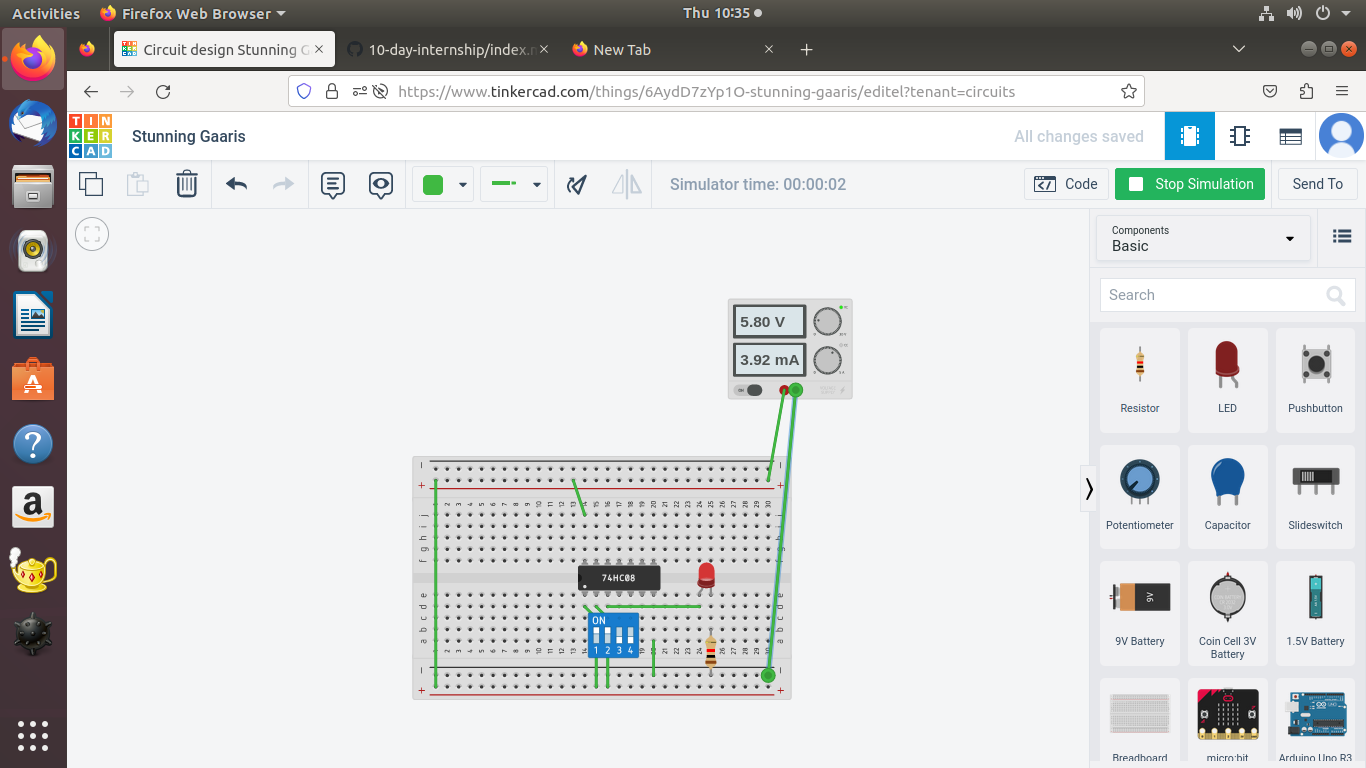 Activities
Firefox Web Browser
Thu 10:35
Circuit design Stunning G
10-day-internship/index.m
New Tab
https://www.tinkercad.com/things/6AydD7zYp1O-stunning-gaaris/editel?tenant=circuits
TIN
KER
CAD
Stunning Gaaris
All changes saved
Simulator time: 00:00:02
Code
Stop Simulation
Send To
Components
Basic
Search
Resistor
LED
Pushbutton
Potentiometer
Capacitor
Slideswitch
9V
9V Battery
Coin Cell 3V
Battery
1.5V Battery
Breadboard
micro:bit
Arduino Uno R3
5.80 V
3.92 mA
74HC08
ON
1 2 3 4